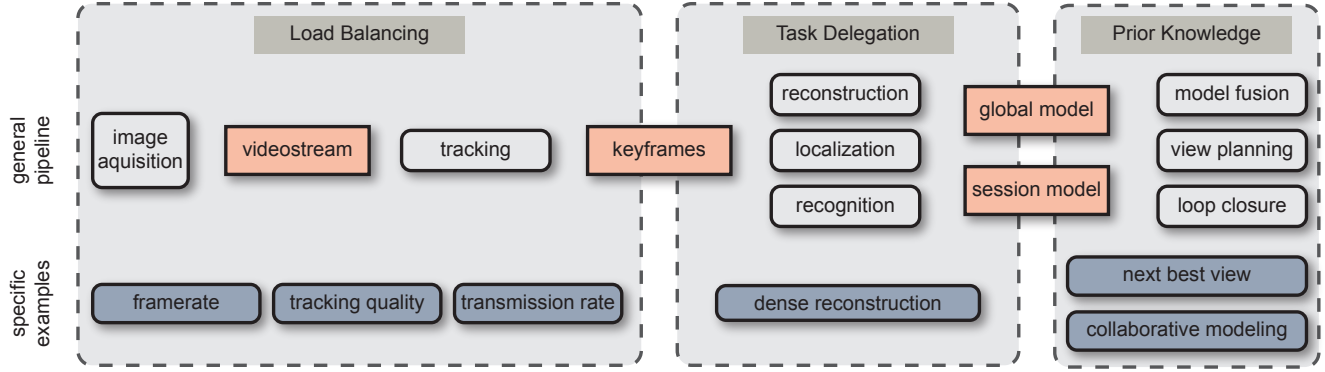 Load Balancing
Task Delegation
Prior Knowledge
general
pipeline
image
aquisition
videostream
tracking
keyframes
reconstruction
localization
recognition
global model
session model
model fusion
view planning
loop closure
specific
examples
framerate
tracking quality
transmission rate
dense reconstruction
next best view
collaborative modeling